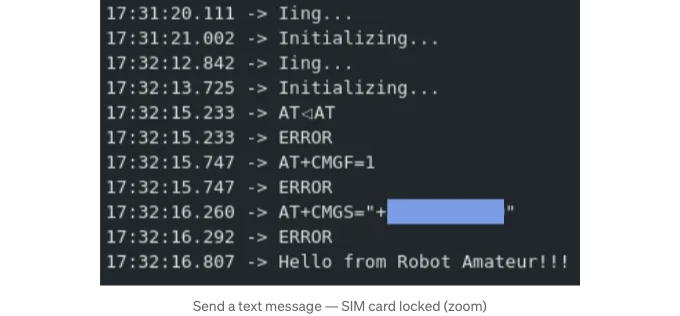 17:31:20.111 -> Iing...
17:31:21.002 -> Initializing...
17:32:12.842 -> Iing...
17:32:13.725 -> Initializing...
17:32:15.233 -> AT◁AT
17:32:15.233 -> ERROR
17:32:15.747 -> AT+CMGF=1
17:32:15.747 -> ERROR
17:32:16.260 -> AT+CMGS="+"
17:32:16.292 -> ERROR
17:32:16.807 -> Hello from Robot Amateur!!!
Send a text message — SIM card locked (zoom)